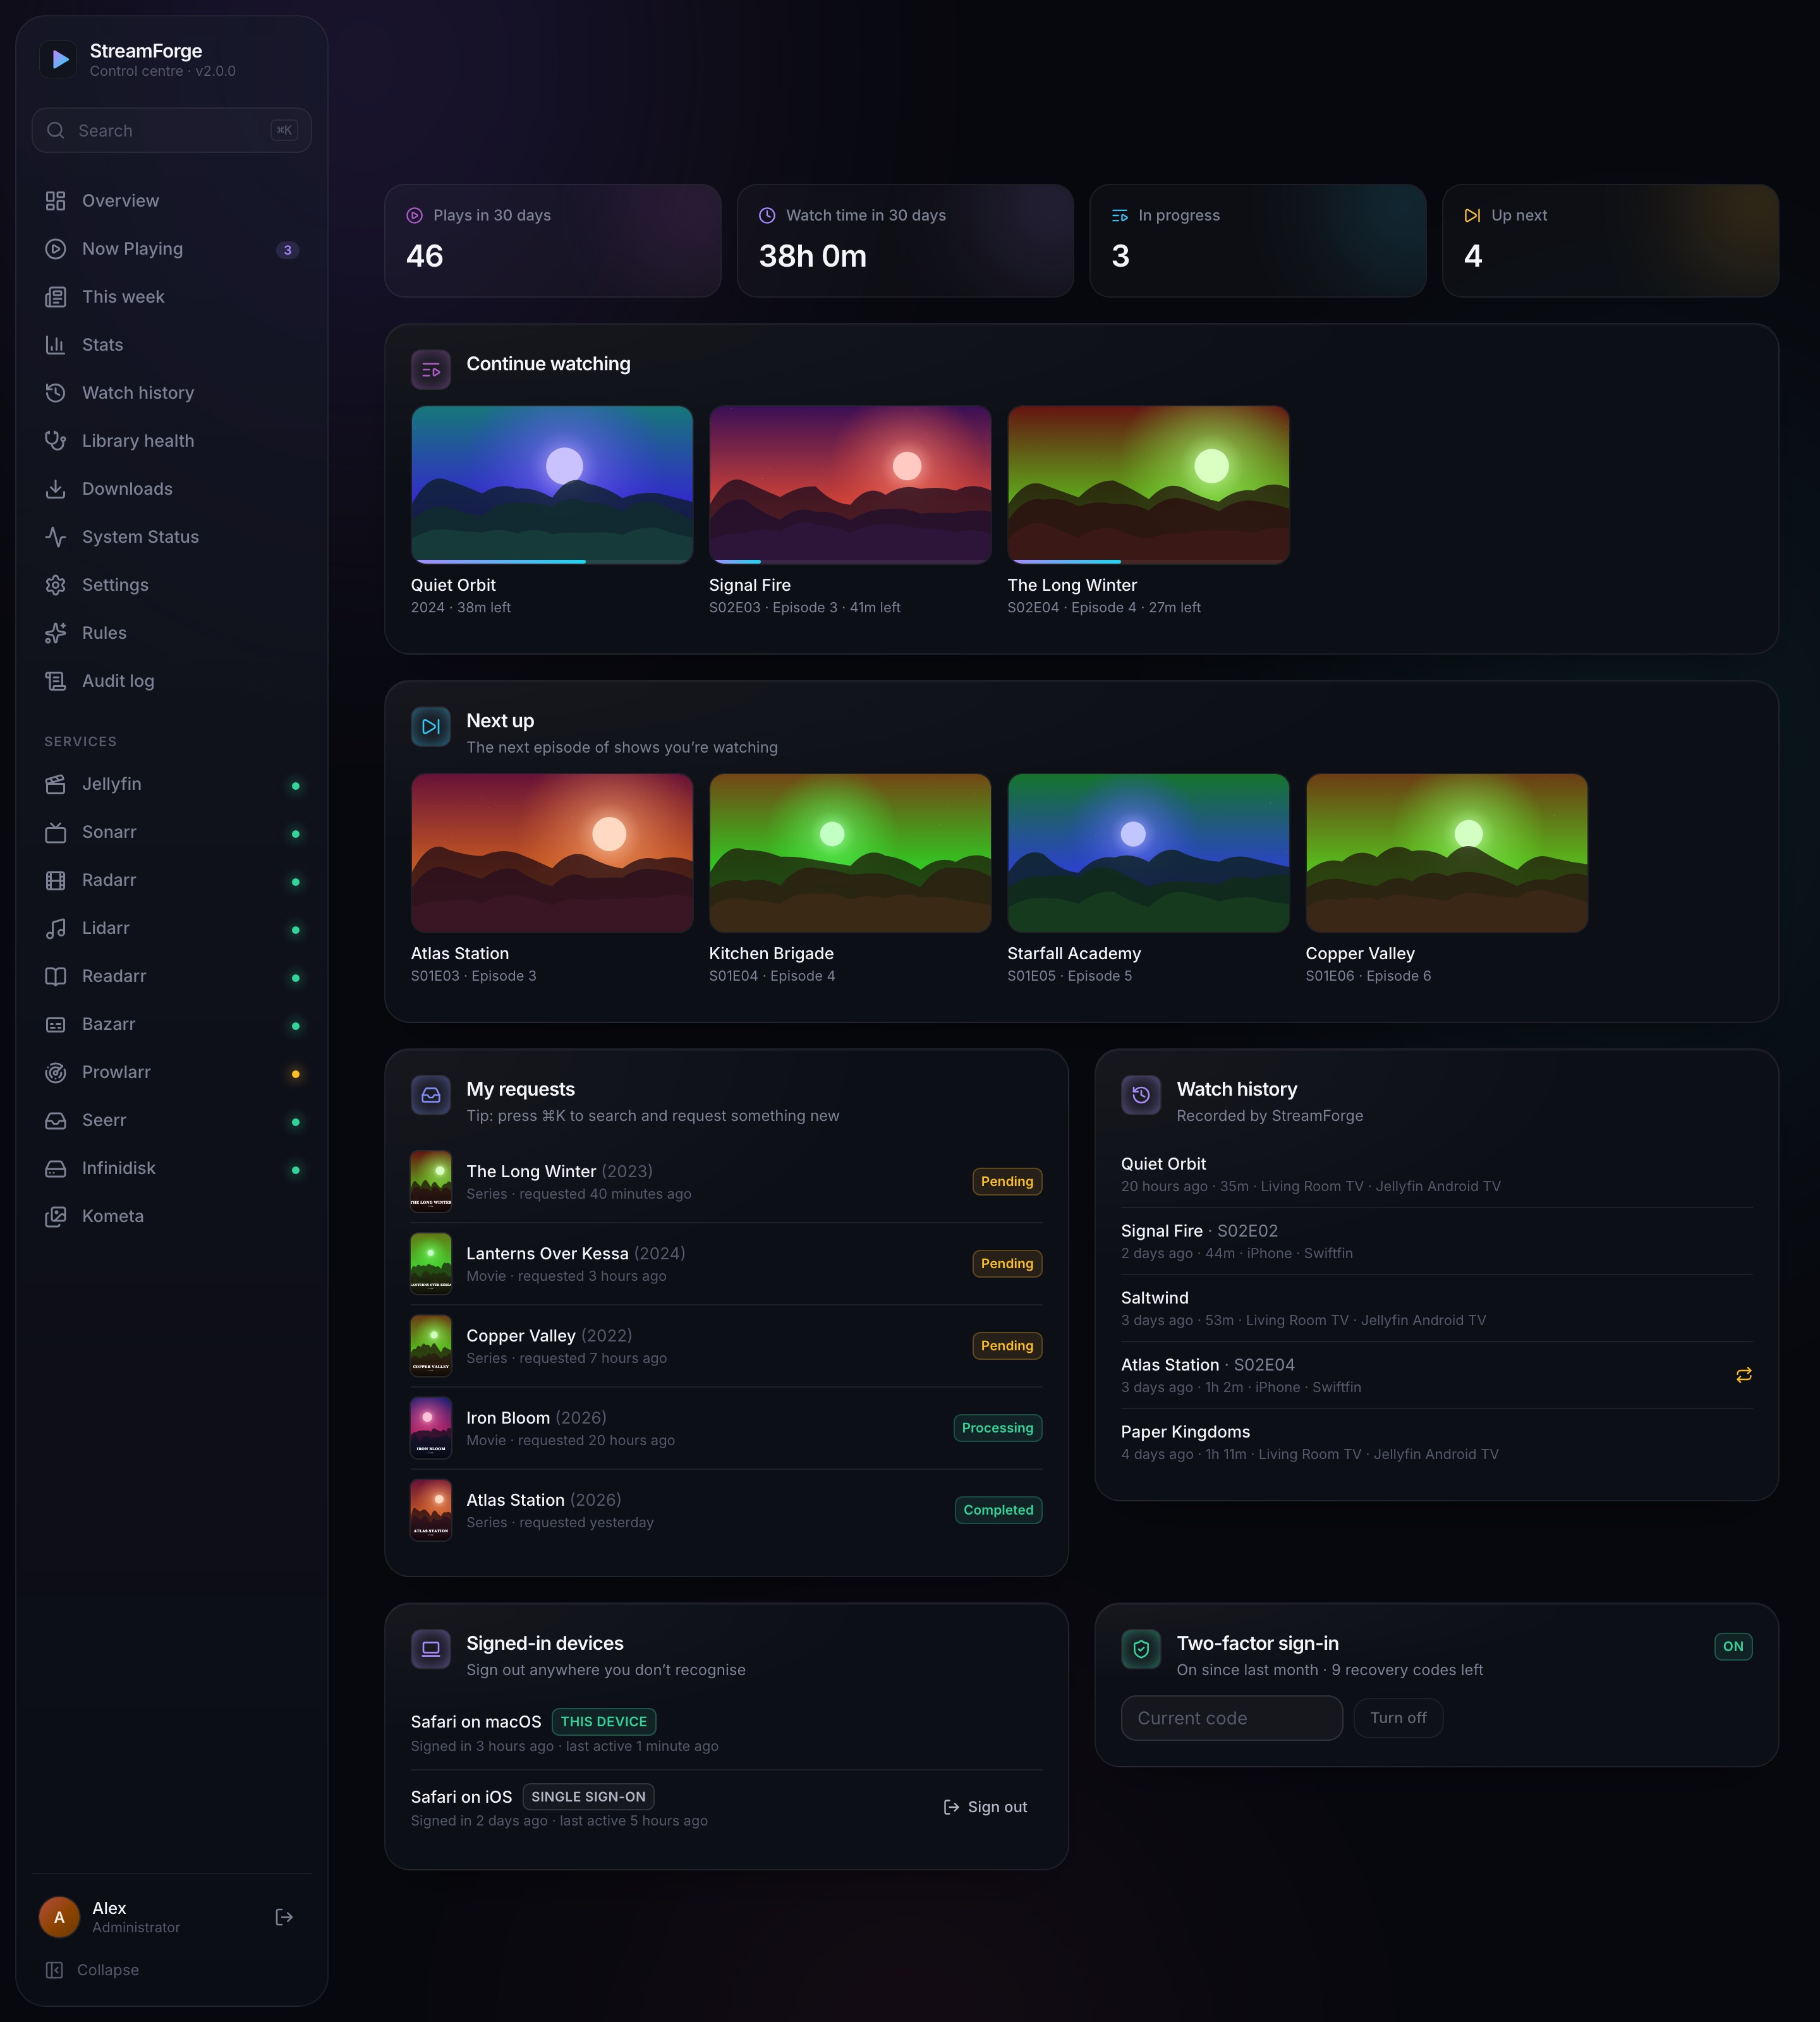 StreamForge
Control centre · v2.0.0
Search ⌘K
Overview
Now Playing 3
This week
Stats
Watch history
Library health
Downloads
System Status
Settings
Rules
Audit log
SERVICES
Jellyfin
Sonarr
Radarr
Lidarr
Readarr
Bazarr
Prowlarr
Seerr
Infinidisk
Kometa
A
Alex
Administrator
Collapse
Plays in 30 days
46
Watch time in 30 days
38h 0m
In progress
3
Up next
4
Continue watching
Quiet Orbit
2024 · 38m left
Signal Fire
S02E03 · Episode 3 · 41m left
The Long Winter
S02E04 · Episode 4 · 27m left
Next up
The next episode of shows you’re watching
Atlas Station
S01E03 · Episode 3
Kitchen Brigade
S01E04 · Episode 4
Starfall Academy
S01E05 · Episode 5
Copper Valley
S01E06 · Episode 6
My requests
Tip: press ⌘K to search and request something new
THE LONG WINTER
The Long Winter (2023)
Series · requested 40 minutes ago
Pending
LANTERNS OVER KESSA
Lanterns Over Kessa (2024)
Movie · requested 3 hours ago
Pending
COPPER VALLEY
Copper Valley (2022)
Series · requested 7 hours ago
Pending
IRON BLOOM
Iron Bloom (2026)
Movie · requested 20 hours ago
Processing
ATLAS STATION
Atlas Station (2026)
Series · requested yesterday
Completed
Watch history
Recorded by StreamForge
Quiet Orbit
20 hours ago · 35m · Living Room TV · Jellyfin Android TV
Signal Fire · S02E02
2 days ago · 44m · iPhone · Swiftfin
Saltwind
3 days ago · 53m · Living Room TV · Jellyfin Android TV
Atlas Station · S02E04
3 days ago · 1h 2m · iPhone · Swiftfin
Paper Kingdoms
4 days ago · 1h 11m · Living Room TV · Jellyfin Android TV
Signed-in devices
Sign out anywhere you don’t recognise
Safari on macOS THIS DEVICE
Signed in 3 hours ago · last active 1 minute ago
Safari on iOS SINGLE SIGN-ON
Signed in 2 days ago · last active 5 hours ago
Sign out
Two-factor sign-in
On since last month · 9 recovery codes left
ON
Current code
Turn off